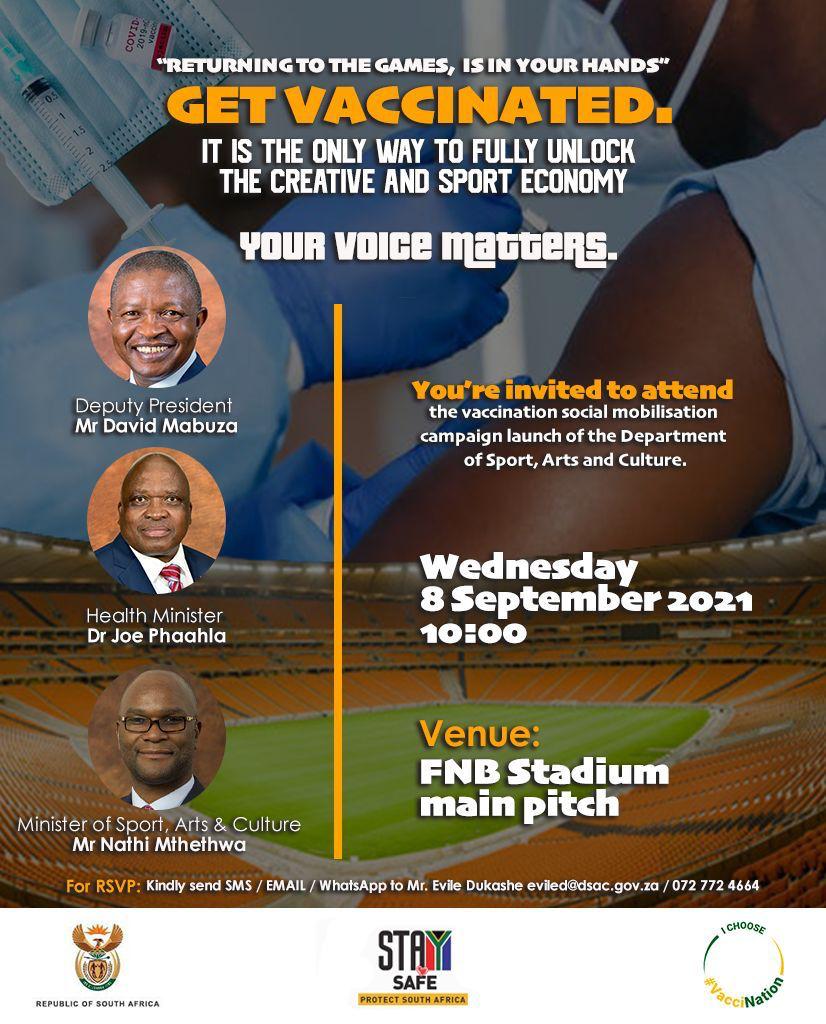 COVID-
2019-nC
vacci
"RETURNING TO THE GAMES, IS IN YOUR HANDS"
GET VACCINATED.
IT IS THE ONLY WAY TO FULLY UNLOCK
THE CREATIVE AND SPORT ECONOMY
YOUR VOICE MATTERS.
Deputy President
Mr David Mabuza
Health Minister
Dr Joe Phaahla
Minister of Sport, Arts & Culture
Mr Nathi Mthethwa
You're invited to attend
the vaccination social mobilisation
campaign launch of the Department
of Sport, Arts and Culture.
Wednesday
8 September 2021
10:00
Venue:
FNB Stadium
main pitch
For RSVP: Kindly send SMS / EMAIL / WhatsApp to Mr. Evile Dukashe eviled@dsac.gov.za / 072 772 4664
REPUBLIC OF SOUTH AFRICA
STAY
SAFE
PROTECT SOUTH AFRICA
I CHOOSE
#VacciNation